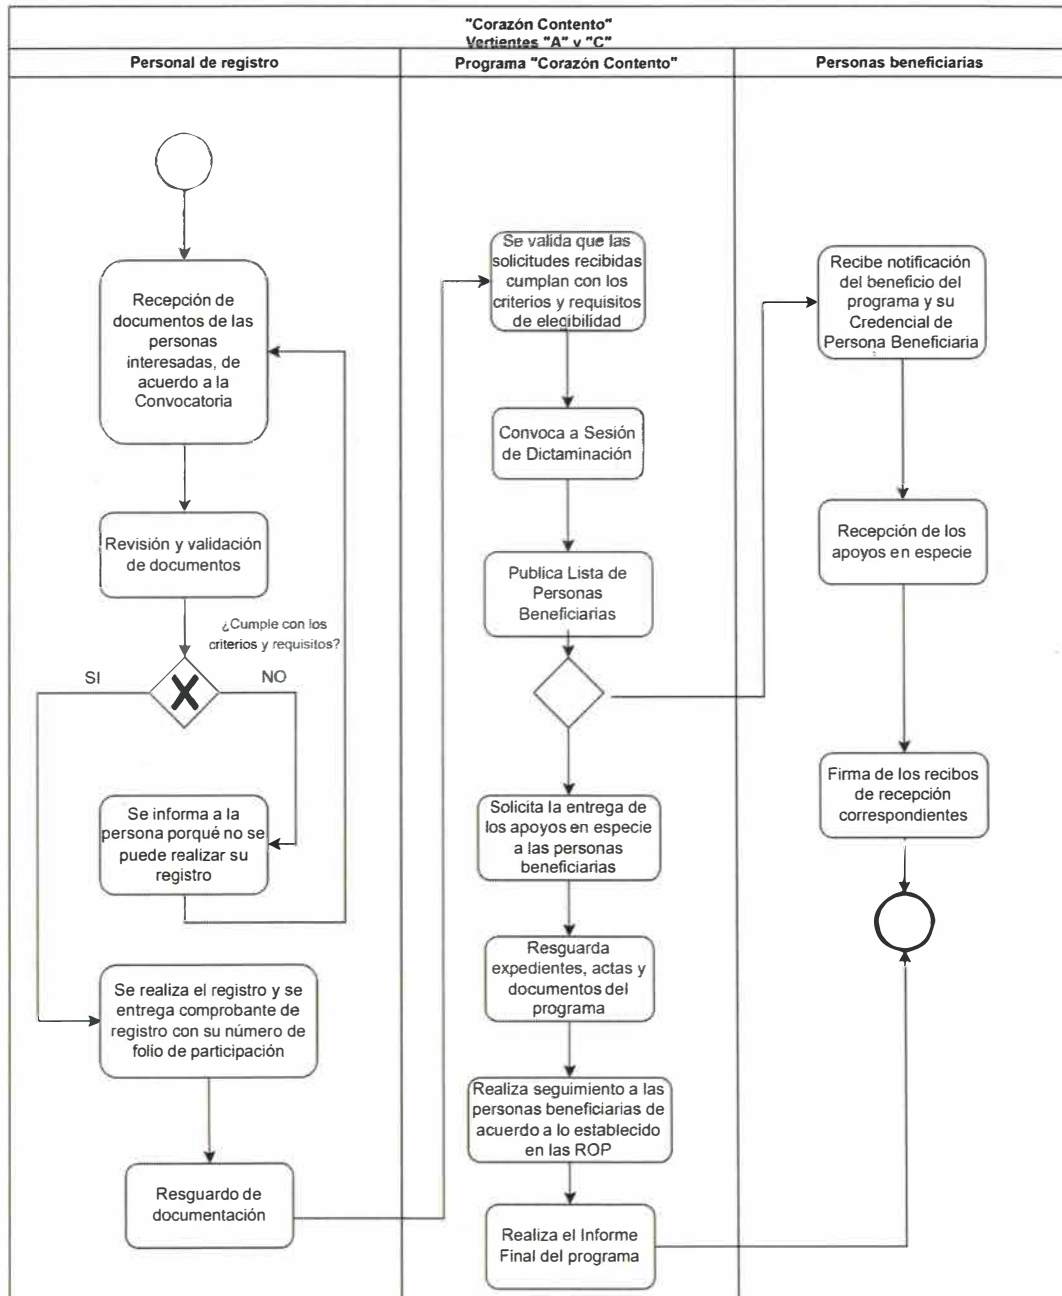 "Corazón Contento"
Vertientes "A" y "C"
Personal de registro
Programa "Corazón Contento"
Personas beneficiarias
Recepción de
documentos de las
personas
interesadas, de
acuerdo a la
Convocatoria
Revisión y validación
de documentos
¿Cumple con los
criterios y requisitos?
SI
NO
Se informa a la
persona porqué no se
puede realizar su
registro
Se realiza el registro y se
entrega comprobante de
registro con su número de
folio de participación
Resguardo de
documentación
Se valida que las
solicitudes recibidas
cumplan con los
criterios y requisitos
de elegibilidad
Convoca a Sesión
de Dictaminación
Publica Lista de
Personas
Beneficiarias
Solicita la entrega de
los apoyos en especie
a las personas
beneficiarias
Resguarda
expedientes, actas y
documentos del
programa
Realiza seguimiento a las
personas beneficiarias de
acuerdo a lo establecido
en las ROP
Realiza el Informe
Final del programa
Recibe notificación
del beneficio del
programa y su
Credencial de
Persona Beneficiaria
Recepción de los
apoyos en especie
Firma de los recibos
de recepción
correspondientes